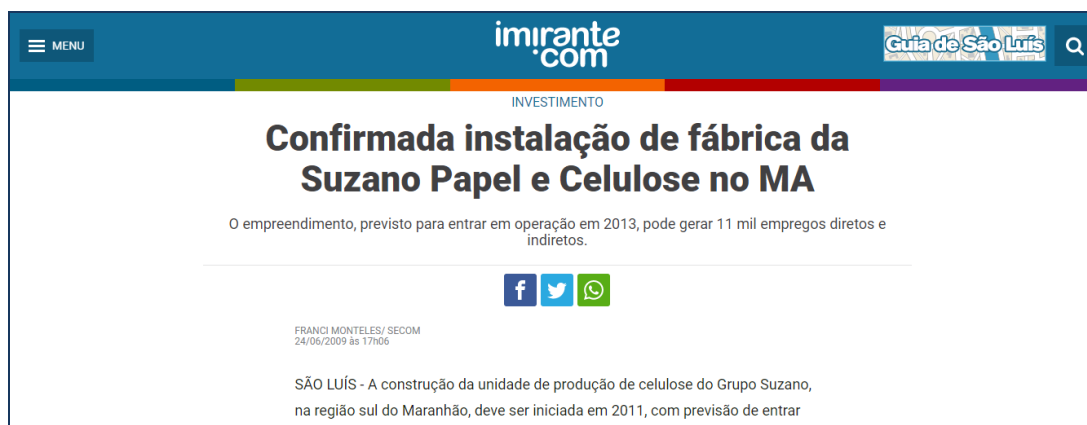 MENU
imirante
.com
Guia de São Luís
INVESTIMENTO
Confirmada instalação de fábrica da
Suzano Papel e Celulose no MA
O empreendimento, previsto para entrar em operação em 2013, pode gerar 11 mil empregos diretos e
indiretos.
FRANCI MONTELES/ SECOM
24/06/2009 às 17h06
SÃO LUÍS - A construção da unidade de produção de celulose do Grupo Suzano,
na região sul do Maranhão, deve ser iniciada em 2011, com previsão de entrar